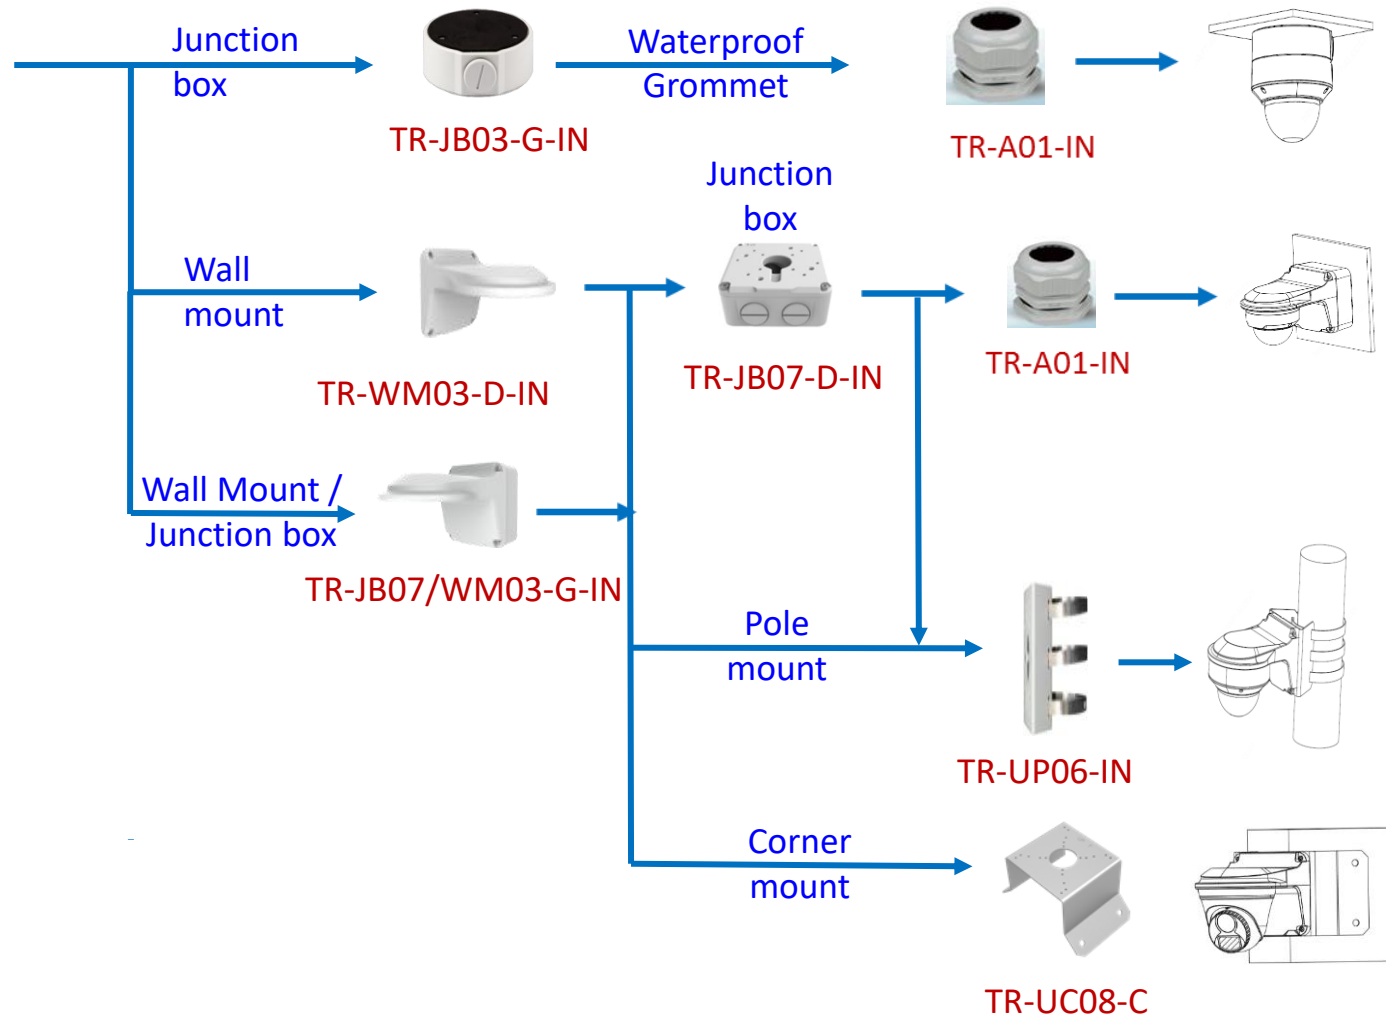 Junction
box
Waterproof
Grommet
TR-JB03-G-IN
TR-A01-IN
Junction
box
Wall
mount
TR-WM03-D-IN
TR-JB07-D-IN
TR-A01-IN
Wall Mount /
Junction box
TR-JB07/WM03-G-IN
Pole
mount
TR-UP06-IN
Corner
mount
TR-UC08-C